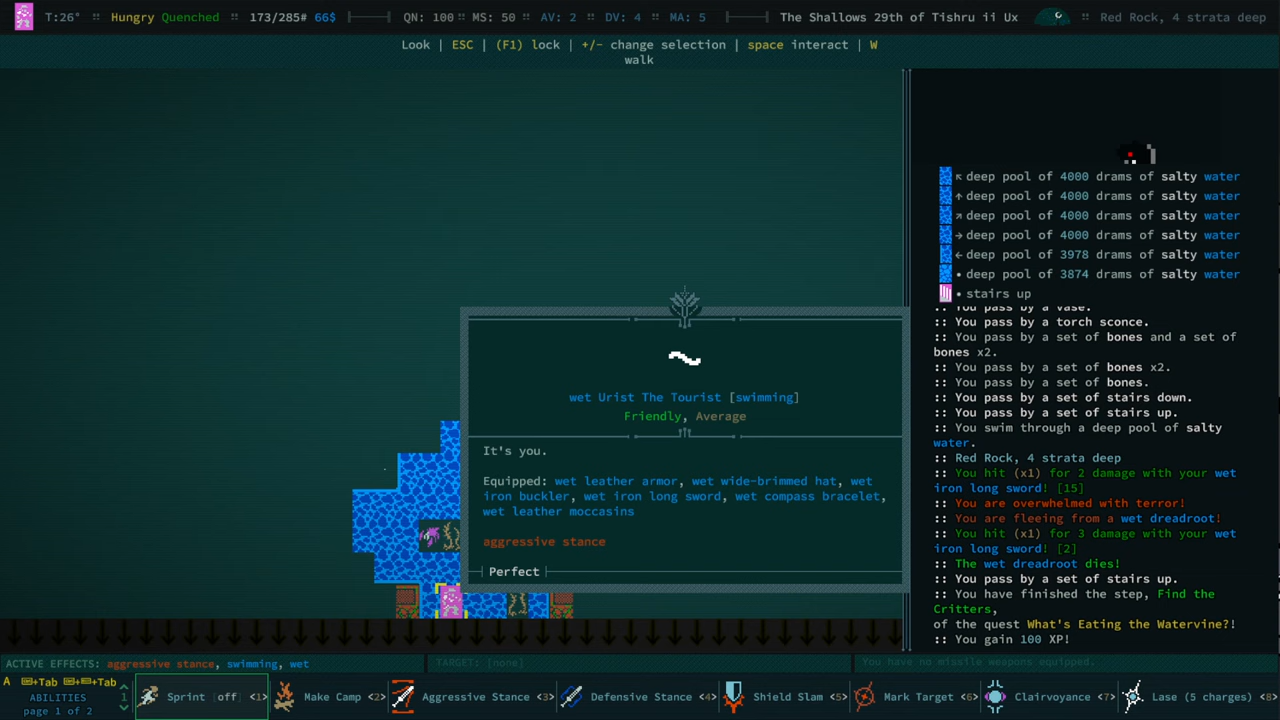 T:26° :: Hungry Quenched :: 173/285# 66$ QN: 100 :: MS: 50 :: AV: 2 :: DV: 4 :: MA: 5 The Shallows 29th of Tishru ii Ux :: Red Rock, 4 strata deep
Look | ESC | (F1) lock | +/- change selection | space interact | W
walk
deep pool of 4000 drams of salty water
deep pool of 4000 drams of salty water
deep pool of 4000 drams of salty water
deep pool of 4000 drams of salty water
deep pool of 3978 drams of salty water
deep pool of 3874 drams of salty water
stairs up
:: You pass by a vase.
:: You pass by a torch sconce.
:: You pass by a set of bones and a set of
bones x2.
:: You pass by a set of bones x2.
:: You pass by a set of bones.
:: You pass by a set of stairs down.
:: You pass by a set of stairs up.
:: You swim through a deep pool of salty
water.
:: Red Rock, 4 strata deep
:: You hit (x1) for 2 damage with your wet
iron long sword! [15]
:: You are overwhelmed with terror!
:: You are fleeing from a wet dreadroot!
:: You hit (x1) for 3 damage with your wet
iron long sword! [2]
:: The wet dreadroot dies!
:: You pass by a set of stairs up.
:: You have finished the step, Find the
Critters,
of the quest What's Eating the Watervine?!
:: You gain 100 XP!
wet Urist The Tourist [swimming]
Friendly, Average
It's you.
Equipped: wet leather armor, wet wide-brimmed hat, wet
iron buckler, wet iron long sword, wet compass bracelet,
wet leather moccasins
aggressive stance
Perfect
ACTIVE EFFECTS: aggressive stance, swimming, wet
TARGET: [none]
You have no missile weapons equipped.
A Tab Tab
ABILITIES
page 1 of 2
Sprint [off] <1>
Make Camp <2>
Aggressive Stance <3>
Defensive Stance <4>
Shield Slam <5>
Mark Target <6>
Clairvoyance <7>
Lase (5 charges) <8>